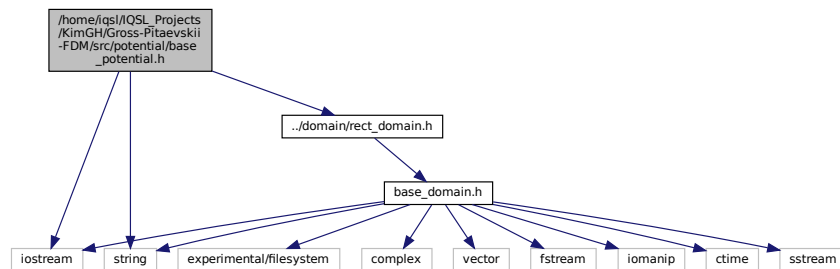 /home/iqsl/IQSL_Projects
/KimGH/Gross-Pitaevskii
-FDM/src/potential/base
_potential.h
../domain/rect_domain.h
base_domain.h
iostream
string
experimental/filesystem
complex
vector
fstream
iomanip
ctime
sstream